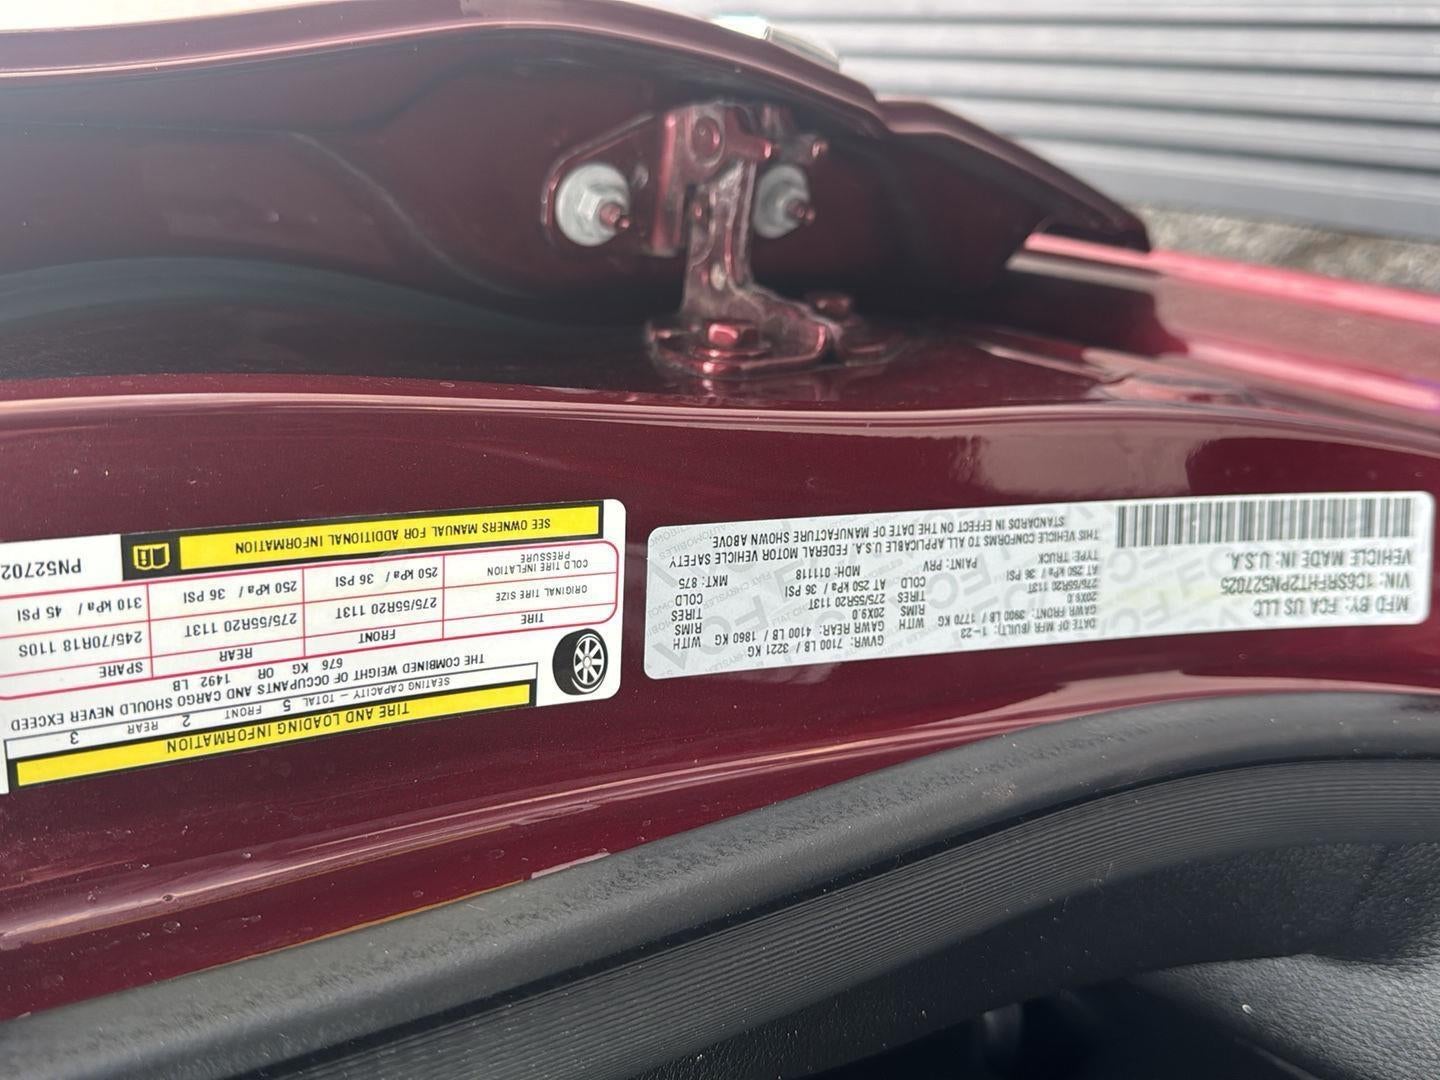 MFD BY: FCA US LLC
DATE OF MFR (BUILT): 1-23
GVWR: 7100 LB / 3221 KG
GAWR FRONT: 3900 LB / 1770 KG
WITH
GAWR REAR: 4100 LB / 1860 KG
WITH
20X9.0
RIMS
20X9.0
RIMS
275/55R20 113T
TIRES
275/55R20 113T
TIRES
AT 250 kPa / 36 PSI
COLD
AT 250 kPa / 36 PSI
COLD
VIN: 1C6SRFHT2PN527025
TYPE: TRUCK
PAINT: PRV
MDH: 011118
MKT: 875
VEHICLE MADE IN: U.S.A.
THIS VEHICLE CONFORMS TO ALL APPLICABLE U.S.A. FEDERAL MOTOR VEHICLE SAFETY
STANDARDS IN EFFECT ON THE DATE OF MANUFACTURE SHOWN ABOVE
TIRE AND LOADING INFORMATION
SEATING CAPACITY – TOTAL 5 FRONT 2 REAR 3
THE COMBINED WEIGHT OF OCCUPANTS AND CARGO SHOULD NEVER EXCEED
676 KG OR 1492 LB
TIRE FRONT REAR SPARE
ORIGINAL TIRE SIZE 275/55R20 113T 275/55R20 113T 245/70R18 110S
COLD TIRE INFLATION
PRESSURE 250 kPa / 36 PSI 250 kPa / 36 PSI 310 kPa / 45 PSI
SEE OWNERS MANUAL FOR ADDITIONAL INFORMATION
PN52702